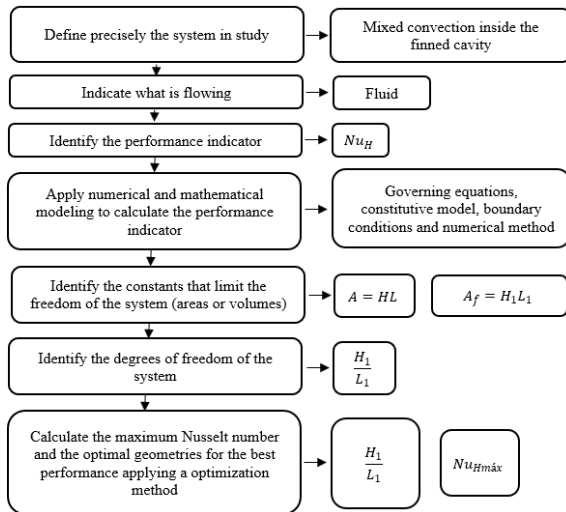 Define precisely the system in study
Mixed convection inside the
finned cavity
Indicate what is flowing
Fluid
Identify the performance indicator
Nu_H
Apply numerical and mathematical
modeling to calculate the performance
indicator
Governing equations,
constitutive model, boundary
conditions and numerical method
Identify the constants that limit the
freedom of the system (areas or volumes)
A = HL
A_f = H_1L_1
Identify the degrees of freedom of the
system
H_1
L_1
Calculate the maximum Nusselt number
and the optimal geometries for the best
performance applying a optimization
method
H_1
L_1
Nu_Hmáx